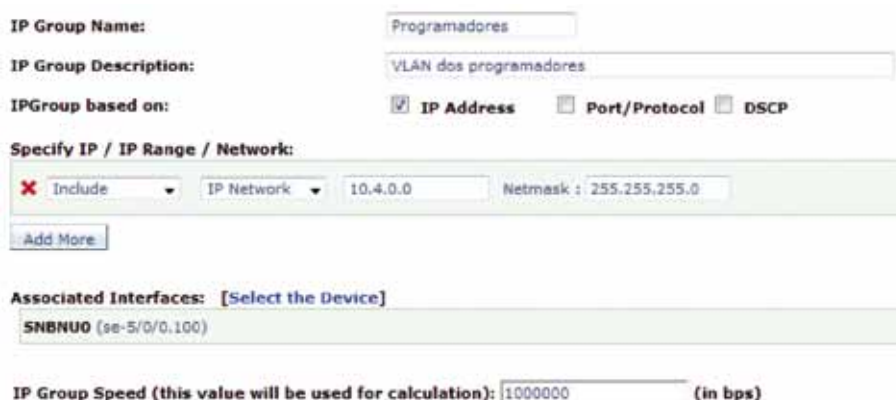 IP Group Name: Programadores
IP Group Description: VLAN dos programadores
IPGroup based on: IP Address Port/Protocol DSCP
Specify IP / IP Range / Network:
Include IP Network 10.4.0.0 Netmask : 255.255.255.0
Add More
Associated Interfaces: [Select the Device]
SNBNU0 (se-5/0/0.100)
IP Group Speed (this value will be used for calculation): 1000000 (in bps)